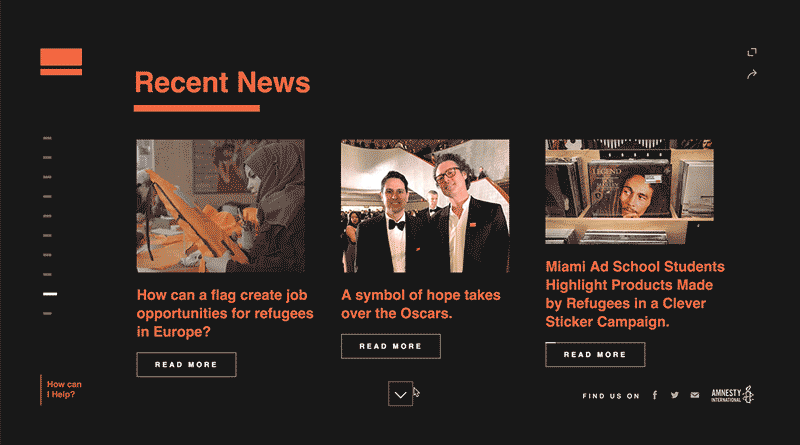 Recent News
How can a flag create job
opportunities for refugees
in Europe?
READ MORE
A symbol of hope takes
over the Oscars.
READ MORE
LEGEND
Miami Ad School Students
Highlight Products Made
by Refugees in a Clever
Sticker Campaign.
READ MORE
How can
I Help?
FIND US ON
f
AMNESTY
INTERNATIONAL